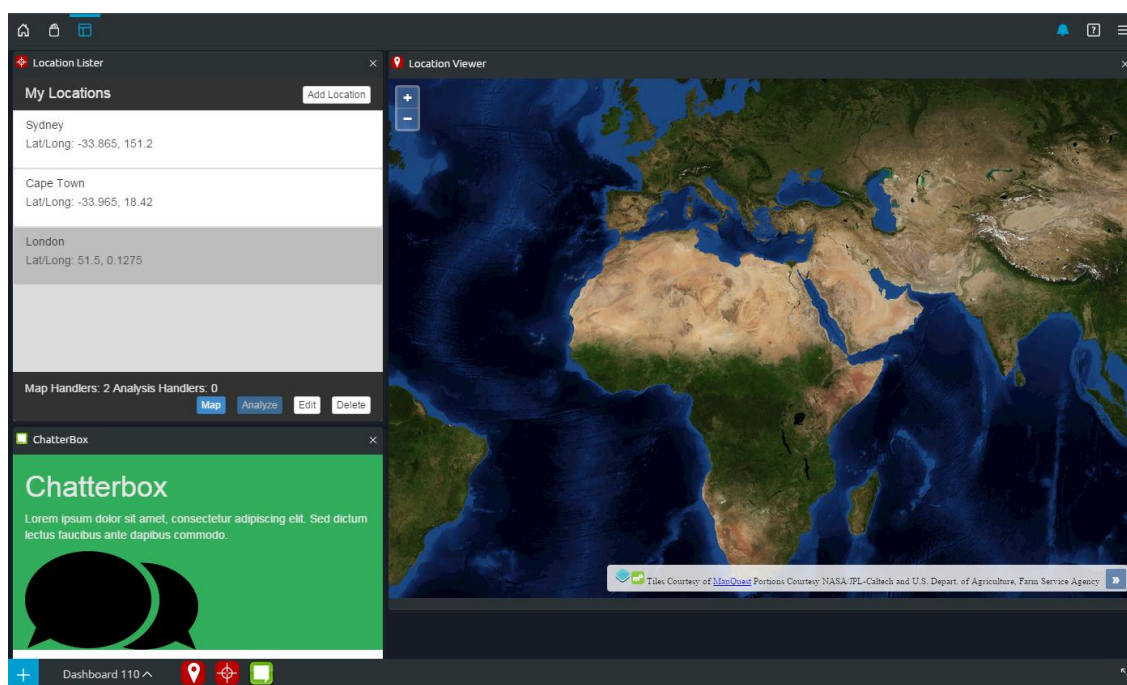 Location Lister
My Locations
Add Location
Sydney
Lat/Long: -33.865, 151.2
Cape Town
Lat/Long: -33.965, 18.42
London
Lat/Long: 51.5, 0.1275
Map Handlers: 2 Analysis Handlers: 0
Map Analyze Edit Delete
ChatterBox
Chatterbox
Lorem ipsum dolor sit amet, consectetur adipiscing elit. Sed dictum
lectus faucibus ante dapibus commodo.
Location Viewer
Tiles Courtesy of MapQuest Portions Courtesy NASA/JPL-Caltech and U.S. Depart. of Agriculture, Farm Service Agency
Dashboard 110